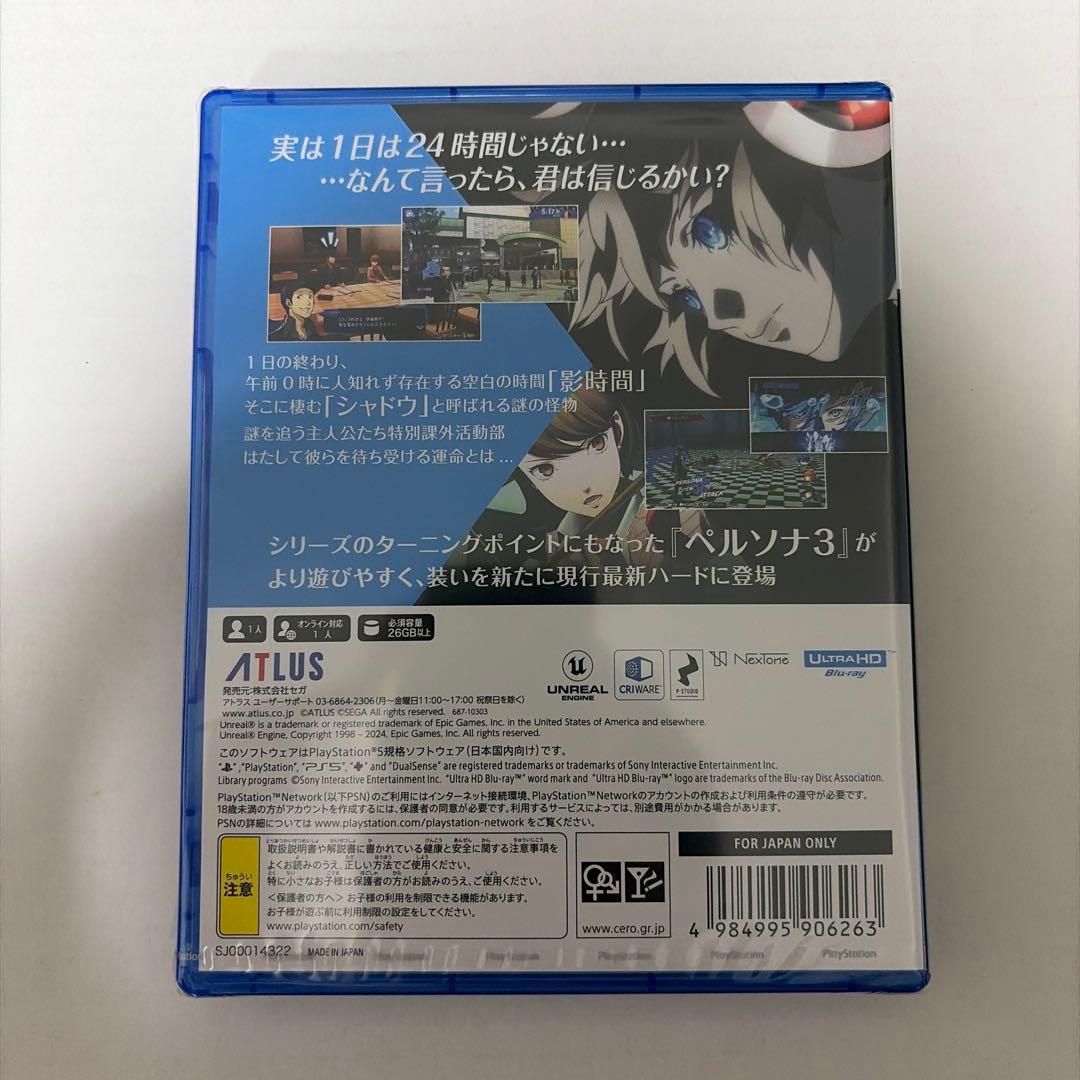 実は1日は24時間じゃない…
…なんて言ったら、君は信じるかい?
5/17
1日の終わり、
午前0時に人知れず存在する空白の時間「影時間」
そこに棲む「シャドウ」と呼ばれる謎の怪物
謎を追う主人公たち特別課外活動部
はたして彼らを待ち受ける運命とは…
PERSONA
ATTACK
シリーズのターニングポイントにもなった『ペルソナ3』が
より遊びやすく、装いを新たに現行最新ハードに登場
1人
オンライン対応
1人
必須容量
26GB以上
ATLUS
UNREAL
ENGINE
CRIWARE
P-STUDIO
NexTone
ULTRA HD
Blu-ray™
発売元:株式会社セガ
アトラス ユーザーサポート 03-6864-2306(月~金曜日11:00~17:00 祝祭日を除く)
www.atlus.co.jp ©ATLUS ©SEGA All rights reserved. 687-10303
Unreal® is a trademark or registered trademark of Epic Games, Inc. in the United States of America and elsewhere.
Unreal® Engine, Copyright 1998 – 2024, Epic Games, Inc. All rights reserved.
このソフトウェアはPlayStation®5規格ソフトウェア(日本国内向け)です。
"PlayStation", "PS5", and "DualSense" are registered trademarks or trademarks of Sony Interactive Entertainment Inc.
Library programs ©Sony Interactive Entertainment Inc. "Ultra HD Blu-ray™" word mark and "Ultra HD Blu-ray™" logo are trademarks of the Blu-ray Disc Association.
PlayStation™Network(以下PSN)のご利用にはインターネット接続環境、PlayStation™Networkのアカウントの作成および利用条件の遵守が必要です。
18歳未満の方がアカウントを作成するには、保護者の同意が必要です。利用するサービスによっては、別途費用がかかる場合があります。
PSNの詳細については www.playstation.com/playstation-network をご覧ください。
ちゅうい
注意
取扱説明書や解説書に書かれている健康と安全に関する注意事項を
よくお読みのうえ、正しい方法でご使用ください。
特に小さなお子様は保護者の方がお読みのうえ、ご使用ください。
<保護者の方へ> お子様の利用を制限できる機能があります。
お子様が遊ぶ前に利用制限の設定をしてください。
www.playstation.com/safety
www.cero.gr.jp
FOR JAPAN ONLY
4 984995 906263
SJ00014322 MADE IN JAPAN
PlayStation PlayStation PlayStation PlayStation PlayStation